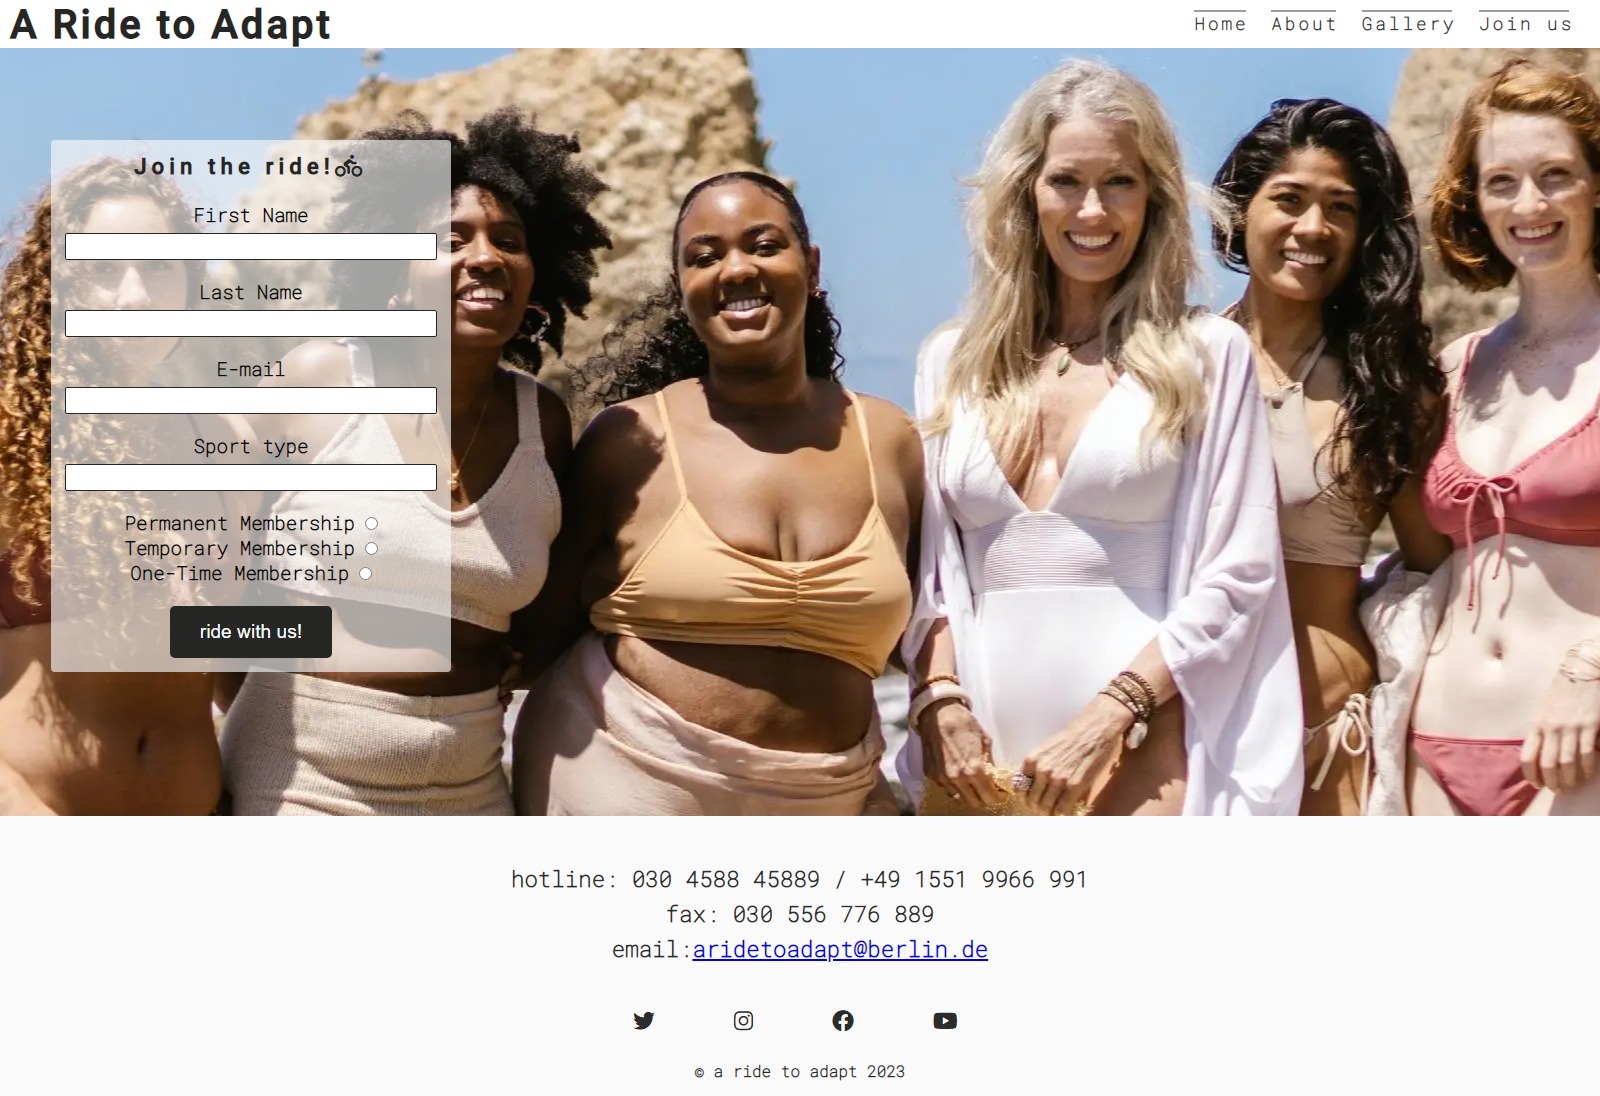 A Ride to Adapt
Home About Gallery Join us
Join the ride!
First Name
Last Name
E-mail
Sport type
Permanent Membership
Temporary Membership
One-Time Membership
ride with us!
hotline: 030 4588 45889 / +49 1551 9966 991
fax: 030 556 776 889
email:aridetoadapt@berlin.de
© a ride to adapt 2023